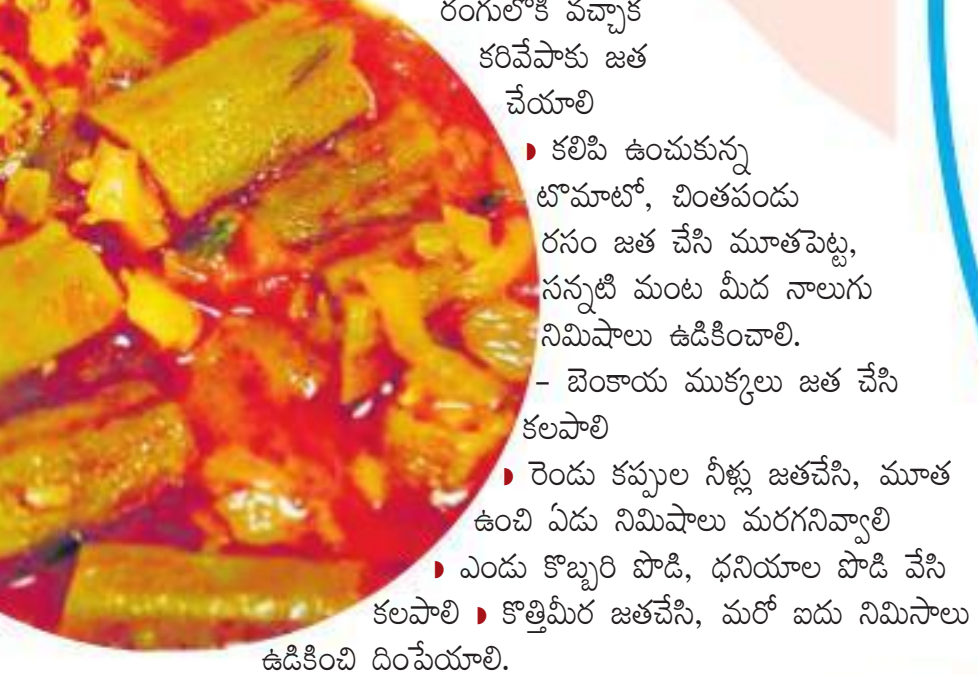 రంగులోకి వచ్చాక
కరివేపాకు జత
చేయాలి
◗ కలిపి ఉంచుకున్న
టొమాటో, చింతపండు
రసం జత చేసి మూతపెట్ట,
సన్నటి మంట మీద నాలుగు
నిమిషాలు ఉడికించాలి.
– బెంకాయ ముక్కలు జత చేసి
కలపాలి
◗ రెండు కప్పుల నీళ్లు జతచేసి, మూత
ఉంచి ఏడు నిమిషాలు మరగనివ్వాలి
◗ ఎండు కొబ్బరి పొడి, ధనియాల పొడి వేసి
కలపాలి ◗ కొత్తిమీర జతచేసి, మరో ఐదు నిమిసాలు
ఉడికించి దింపేయాలి.